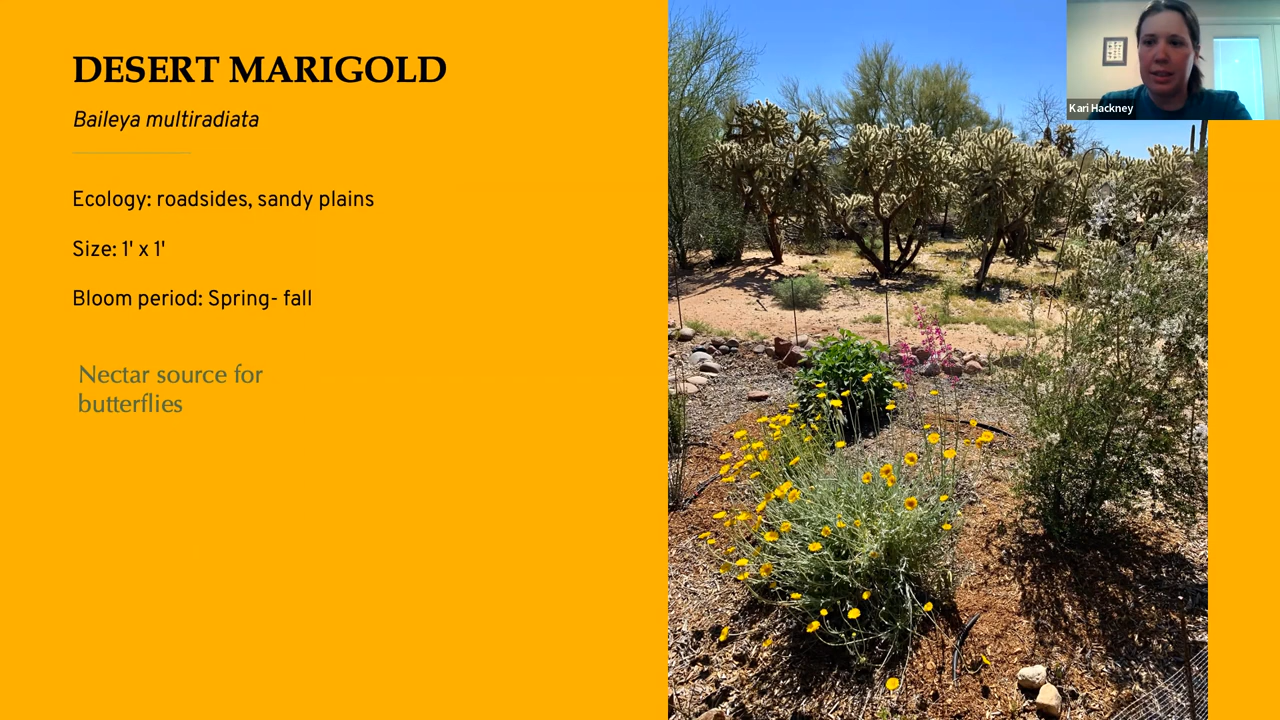 DESERT MARIGOLD
Baileya multiradiata
Ecology: roadsides, sandy plains
Size: 1' x 1'
Bloom period: Spring- fall
Nectar source for
butterflies
Kari Hackney